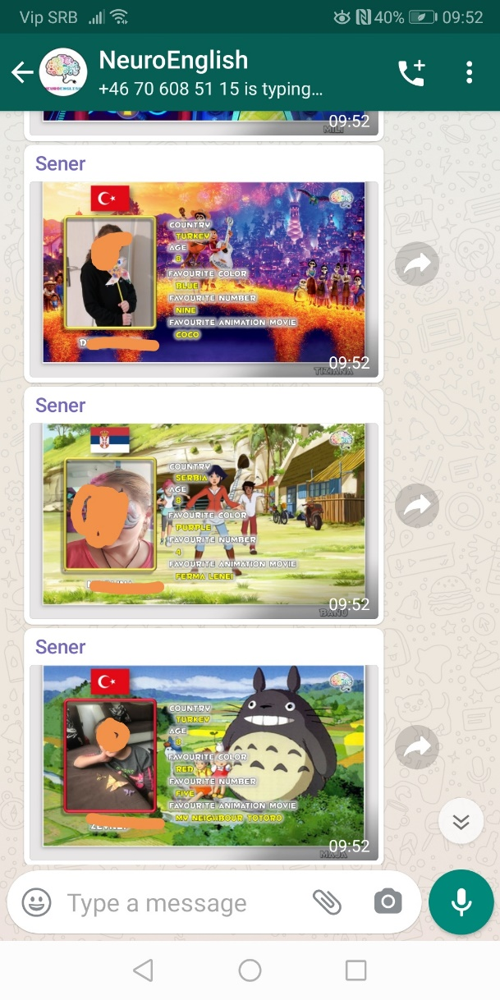 Vip SRB 40% 09:52
NeuroEnglish
+46 70 608 51 15 is typing...
09:52
MILI
Sener
COUNTRY
TURKEY
AGE
8
FAVOURITE COLOR
BLUE
FAVOURITE NUMBER
NINE
FAVOURITE ANIMATION MOVIE
COCO
D
09:52
TIZIANA
Sener
COUNTRY
SERBIA
AGE
8
FAVOURITE COLOR
PURPLE
FAVOURITE NUMBER
4
FAVOURITE ANIMATION MOVIE
FERMA LENEI
09:52
BANU
Sener
COUNTRY
TURKEY
AGE
8
FAVOURITE COLOR
RED
FAVOURITE NUMBER
FIVE
FAVOURITE ANIMATION MOVIE
MY NEIGHBOUR TOTORO
09:52
MAJA
Type a message